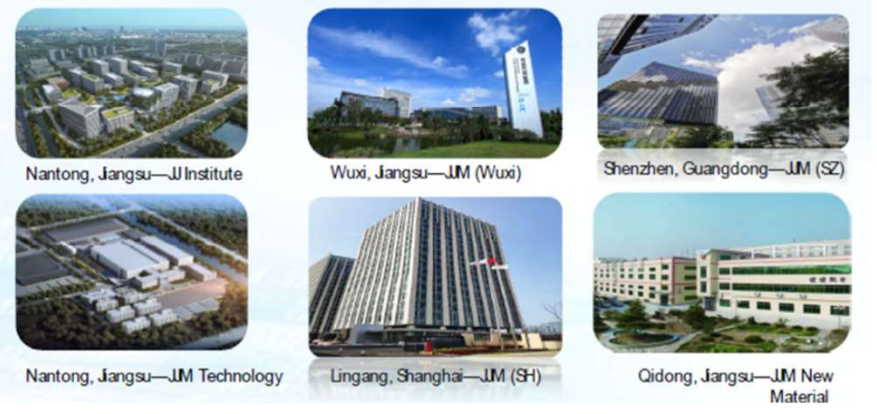 Nantong, Jiangsu—JJ Institute
Wuxi, Jiangsu—JJM (Wuxi)
Shenzhen, Guangdong—JJM (SZ)
Nantong, Jiangsu—JJM Technology
Lingang, Shanghai—JJM (SH)
Qidong, Jiangsu—JJM New
Material